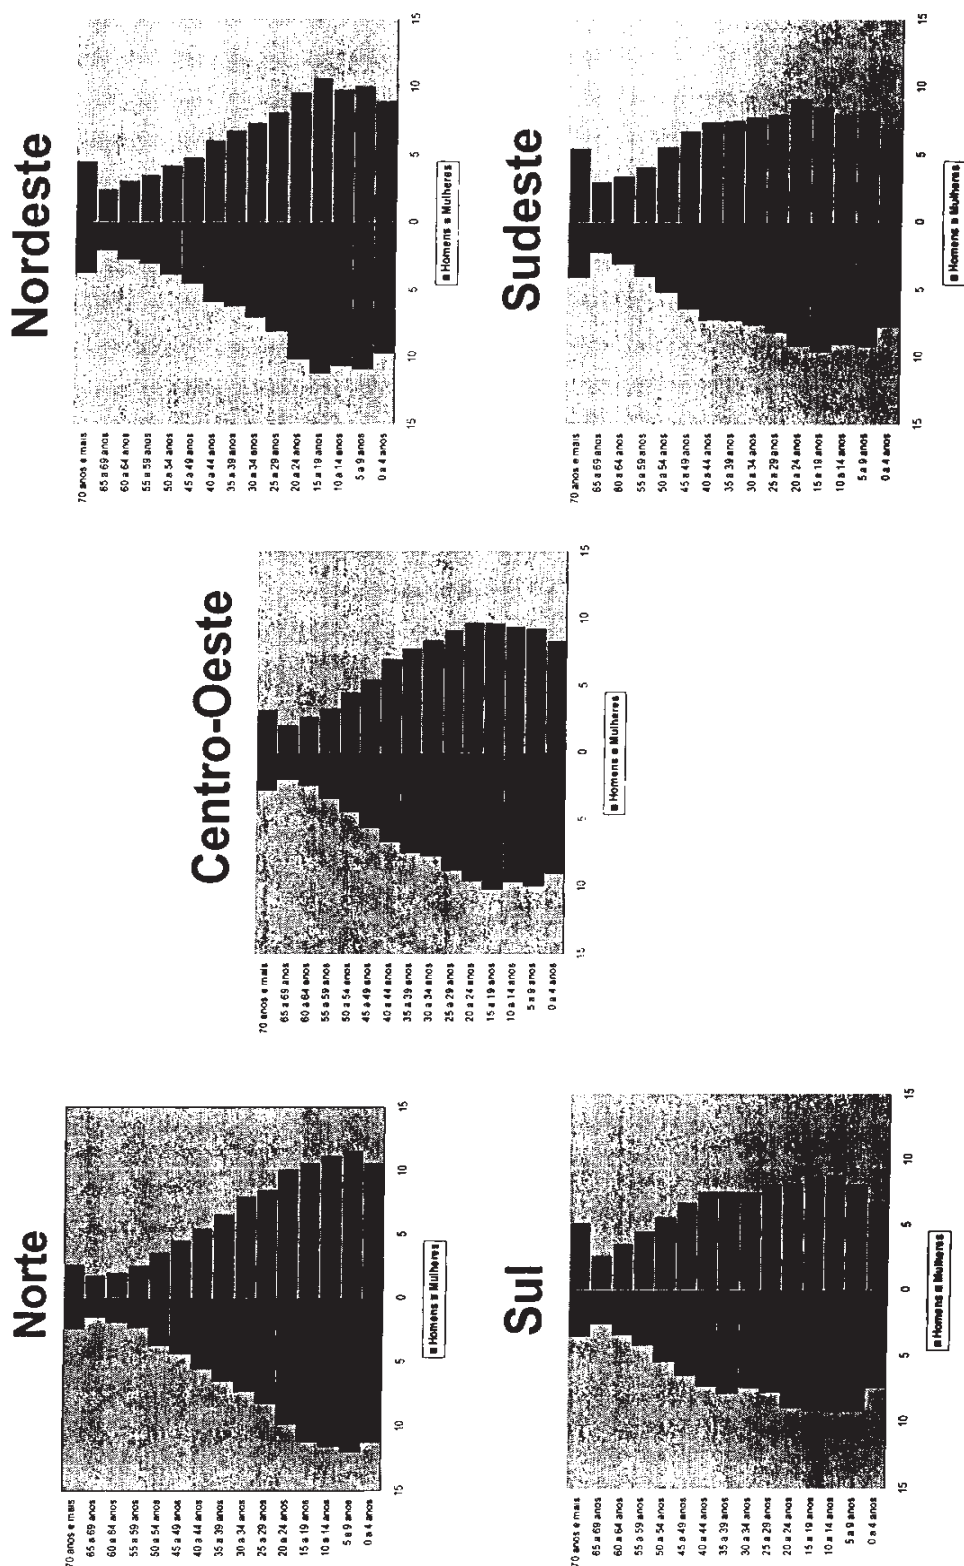 Norte
70 anos e mais
65 a 69 anos
60 a 64 anos
55 a 59 anos
50 a 54 anos
45 a 49 anos
40 a 44 anos
35 a 39 anos
30 a 34 anos
25 a 29 anos
20 a 24 anos
15 a 19 anos
10 a 14 anos
5 a 9 anos
0 a 4 anos
15 10 5 0 5 10 15
Homens Mulheres
Nordeste
70 anos e mais
65 a 69 anos
60 a 64 anos
55 a 59 anos
50 a 54 anos
45 a 49 anos
40 a 44 anos
35 a 39 anos
30 a 34 anos
25 a 29 anos
20 a 24 anos
15 a 19 anos
10 a 14 anos
5 a 9 anos
0 a 4 anos
15 10 5 0 5 10 15
Homens Mulheres
Centro-Oeste
70 anos e mais
65 a 69 anos
60 a 64 anos
55 a 59 anos
50 a 54 anos
45 a 49 anos
40 a 44 anos
35 a 39 anos
30 a 34 anos
25 a 29 anos
20 a 24 anos
15 a 19 anos
10 a 14 anos
5 a 9 anos
0 a 4 anos
15 10 5 0 5 10 15
Homens Mulheres
Sul
70 anos e mais
65 a 69 anos
60 a 64 anos
55 a 59 anos
50 a 54 anos
45 a 49 anos
40 a 44 anos
35 a 39 anos
30 a 34 anos
25 a 29 anos
20 a 24 anos
15 a 19 anos
10 a 14 anos
5 a 9 anos
0 a 4 anos
15 10 5 0 5 10 15
Homens Mulheres
Sudeste
70 anos e mais
65 a 69 anos
60 a 64 anos
55 a 59 anos
50 a 54 anos
45 a 49 anos
40 a 44 anos
35 a 39 anos
30 a 34 anos
25 a 29 anos
20 a 24 anos
15 a 19 anos
10 a 14 anos
5 a 9 anos
0 a 4 anos
15 10 5 0 5 10 15
Homens Mulheres